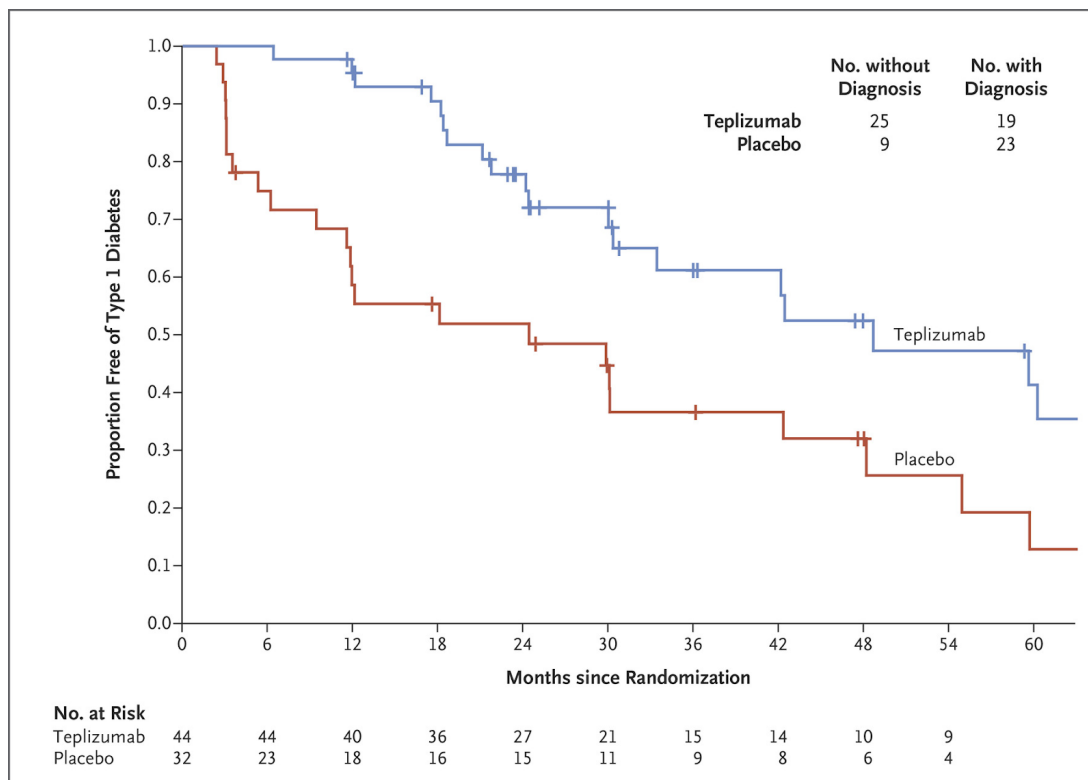 No. without No. with
Diagnosis Diagnosis
Teplizumab 25 19
Placebo 9 23
Proportion Free of Type 1 Diabetes
1.0
0.9
0.8
0.7
0.6
0.5
0.4
0.3
0.2
0.1
0.0
Teplizumab
Placebo
0 6 12 18 24 30 36 42 48 54 60
Months since Randomization
No. at Risk
Teplizumab 44 44 40 36 27 21 15 14 10 9
Placebo 32 23 18 16 15 11 9 8 6 4